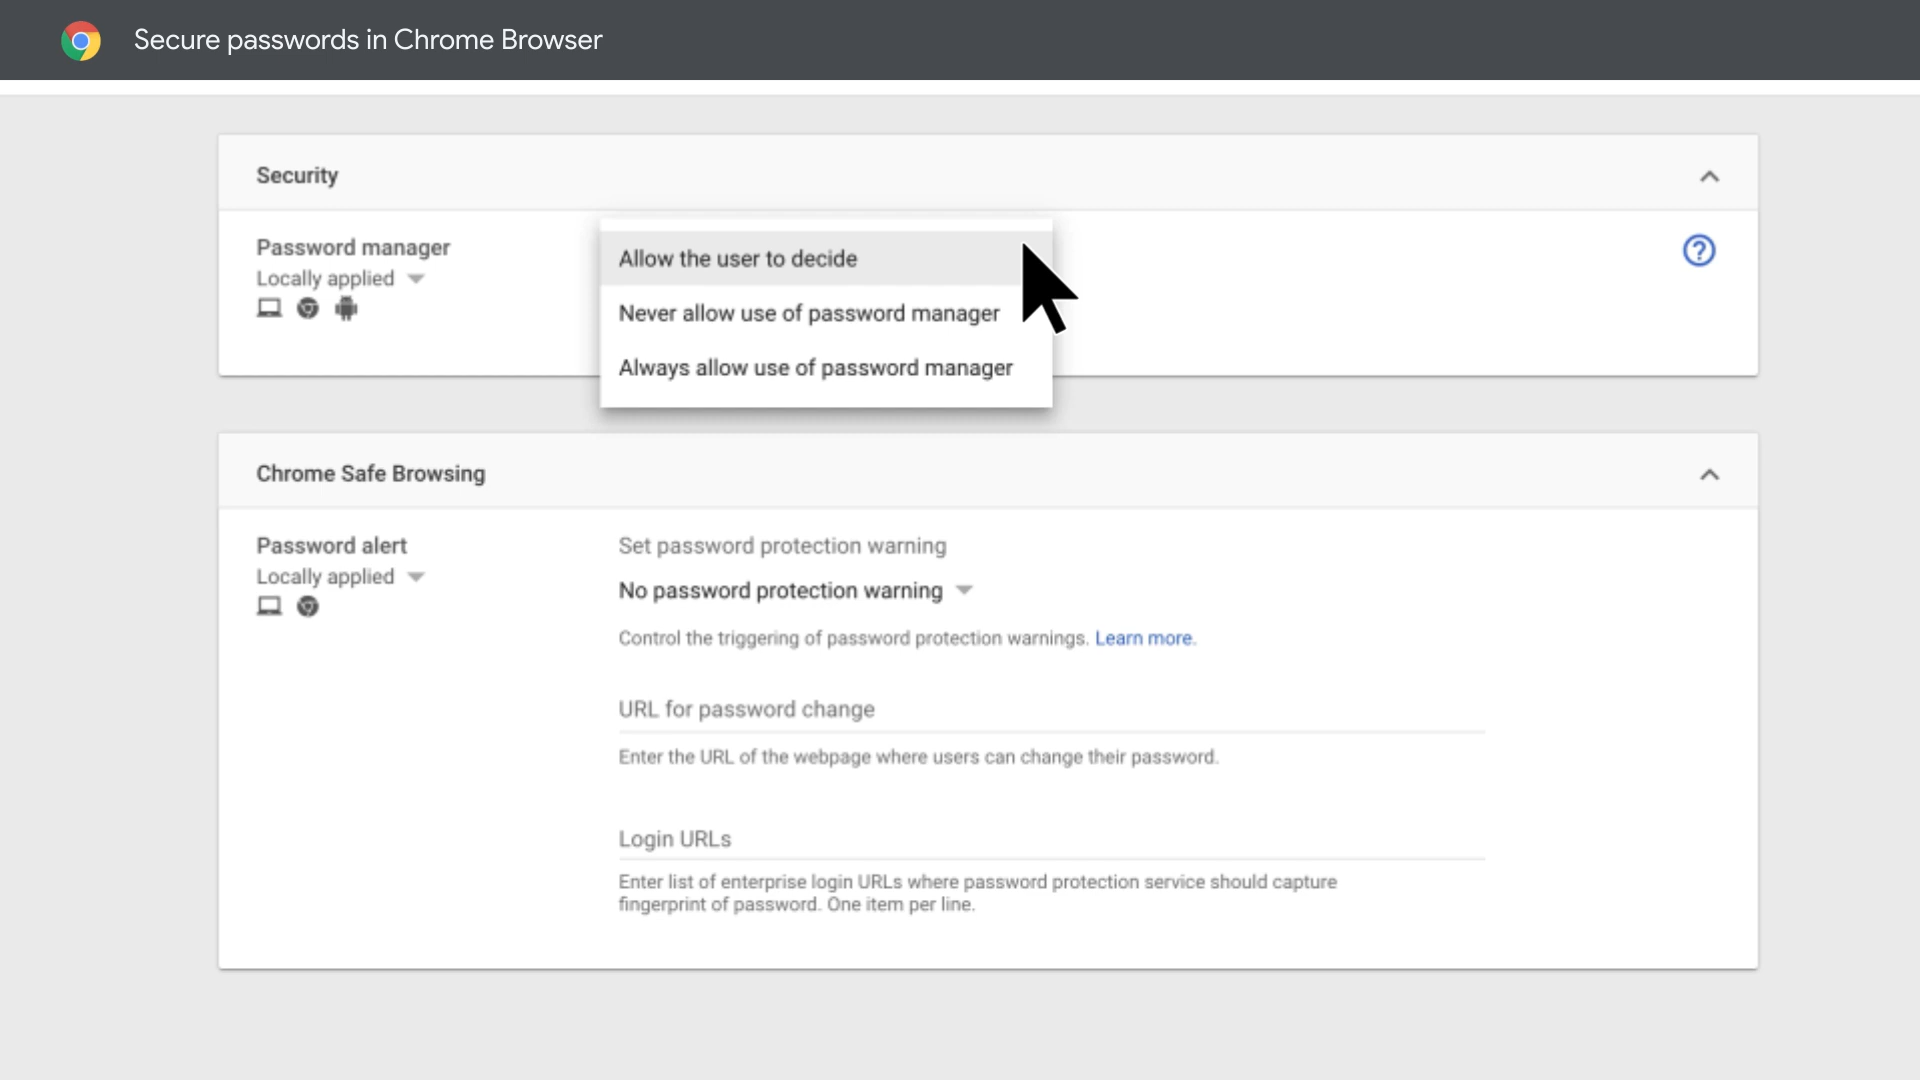 Secure passwords in Chrome Browser
Security
Password manager
Locally applied
Allow the user to decide
Never allow use of password manager
Always allow use of password manager
Chrome Safe Browsing
Password alert
Locally applied
Set password protection warning
No password protection warning
Control the triggering of password protection warnings. Learn more.
URL for password change
Enter the URL of the webpage where users can change their password.
Login URLs
Enter list of enterprise login URLs where password protection service should capture
fingerprint of password. One item per line.